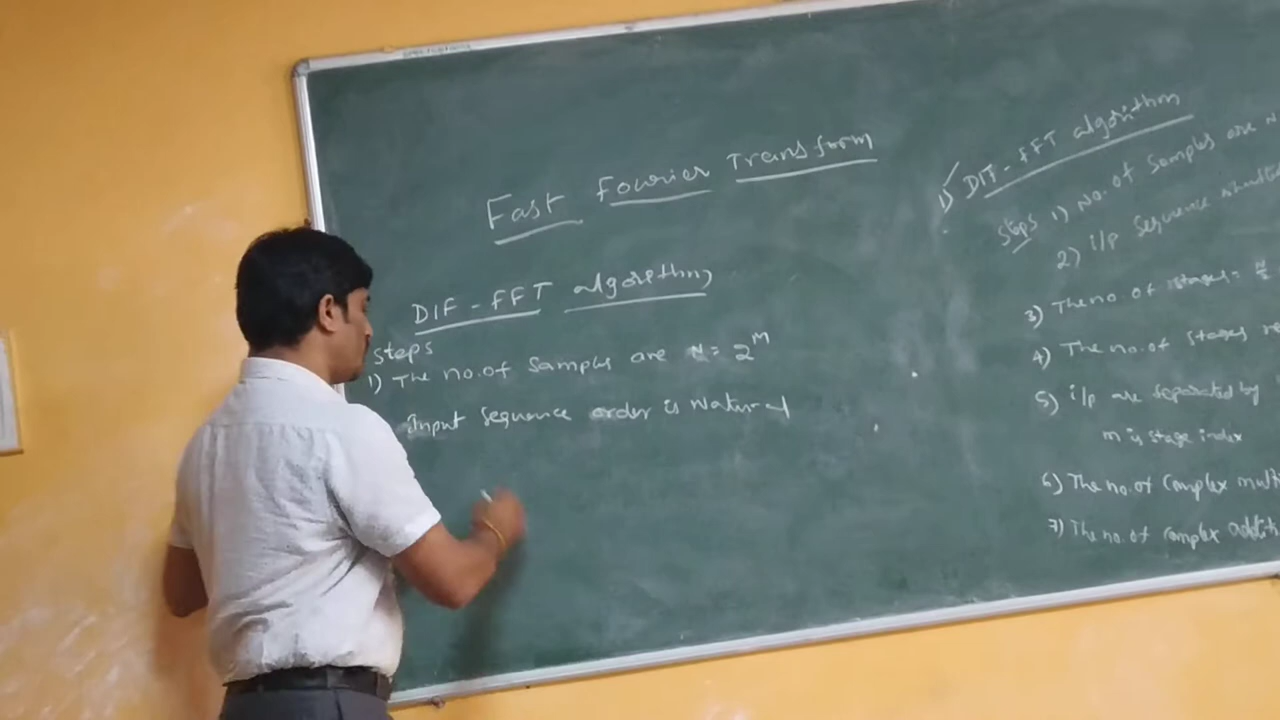 Fast Fourier Transform
DIF - FFT algorithm
steps
1) The no. of samples are N = 2^M
Input sequence order is natural
1) DIT - FFT algorithm
steps 1) No. of samples are N
2) i/p sequence
3) The no of stages = N/2
4) The no. of stages
5) i/p are separated by
m is stage index
6) The no. of complex multi
7) The no. of complex additi